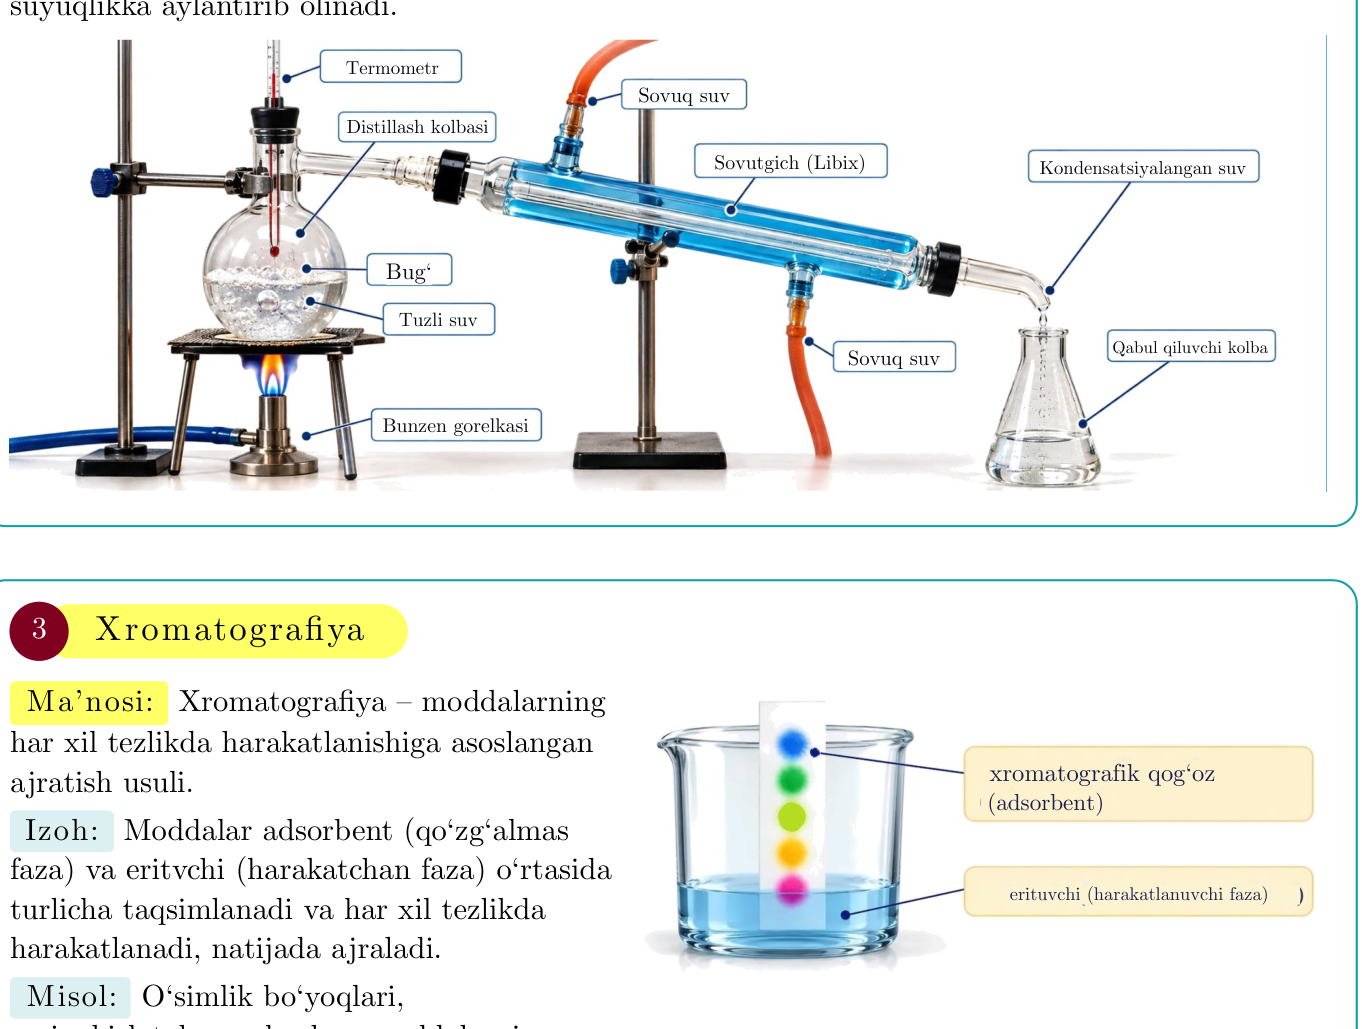 suyuqlikka aylantirib olinadi.
Termometr
Sovuq suv
Distillash kolbasi
Sovutgich (Libix)
Kondensatsiyalangan suv
Bug‘
Tuzli suv
Sovuq suv
Qabul qiluvchi kolba
Bunzen gorelkasi
3 Xromatografiya
Ma’nosi: Xromatografiya – moddalarning
har xil tezlikda harakatlanishiga asoslangan
ajratish usuli.
Izoh: Moddalar adsorbent (qo‘zg‘almas
faza) va eritvchi (harakatchan faza) o‘rtasida
turlicha taqsimlanadi va har xil tezlikda
harakatlanadi, natijada ajraladi.
Misol: O‘simlik bo‘yoqlari,
xromatografik qog‘oz
(adsorbent)
erituvchi (harakatlanuvchi faza) )